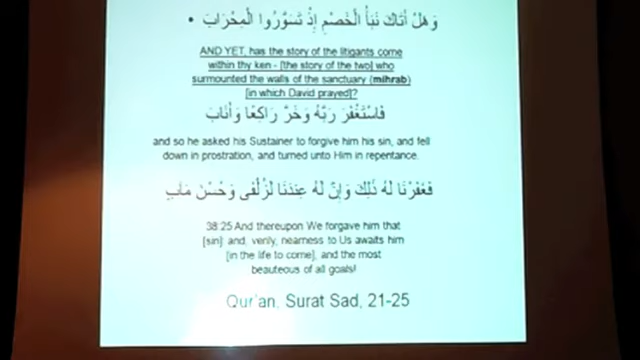 • وَهَلْ أَتَاكَ نَبَأُ الْخَصْمِ إِذْ تَسَوَّرُوا الْمِحْرَابَ
AND YET, has the story of the litigants come
within thy ken - [the story of the two] who
surmounted the walls of the sanctuary (mihrab)
[in which David prayed]?
فَاسْتَغْفَرَ رَبَّهُ وَخَرَّ رَاكِعًا وَأَنَابَ
and so he asked his Sustainer to forgive him his sin, and fell
down in prostration, and turned unto Him in repentance.
فَغَفَرْنَا لَهُ ذَلِكَ وَإِنَّ لَهُ عِندَنَا لَزُلْفَى وَحُسْنَ مَآبٍ
38:25 And thereupon We forgave him that
[sin]: and, verily, nearness to Us awaits him
[in the life to come], and the most
beauteous of all goals!
Qur'an, Surat Sad, 21-25